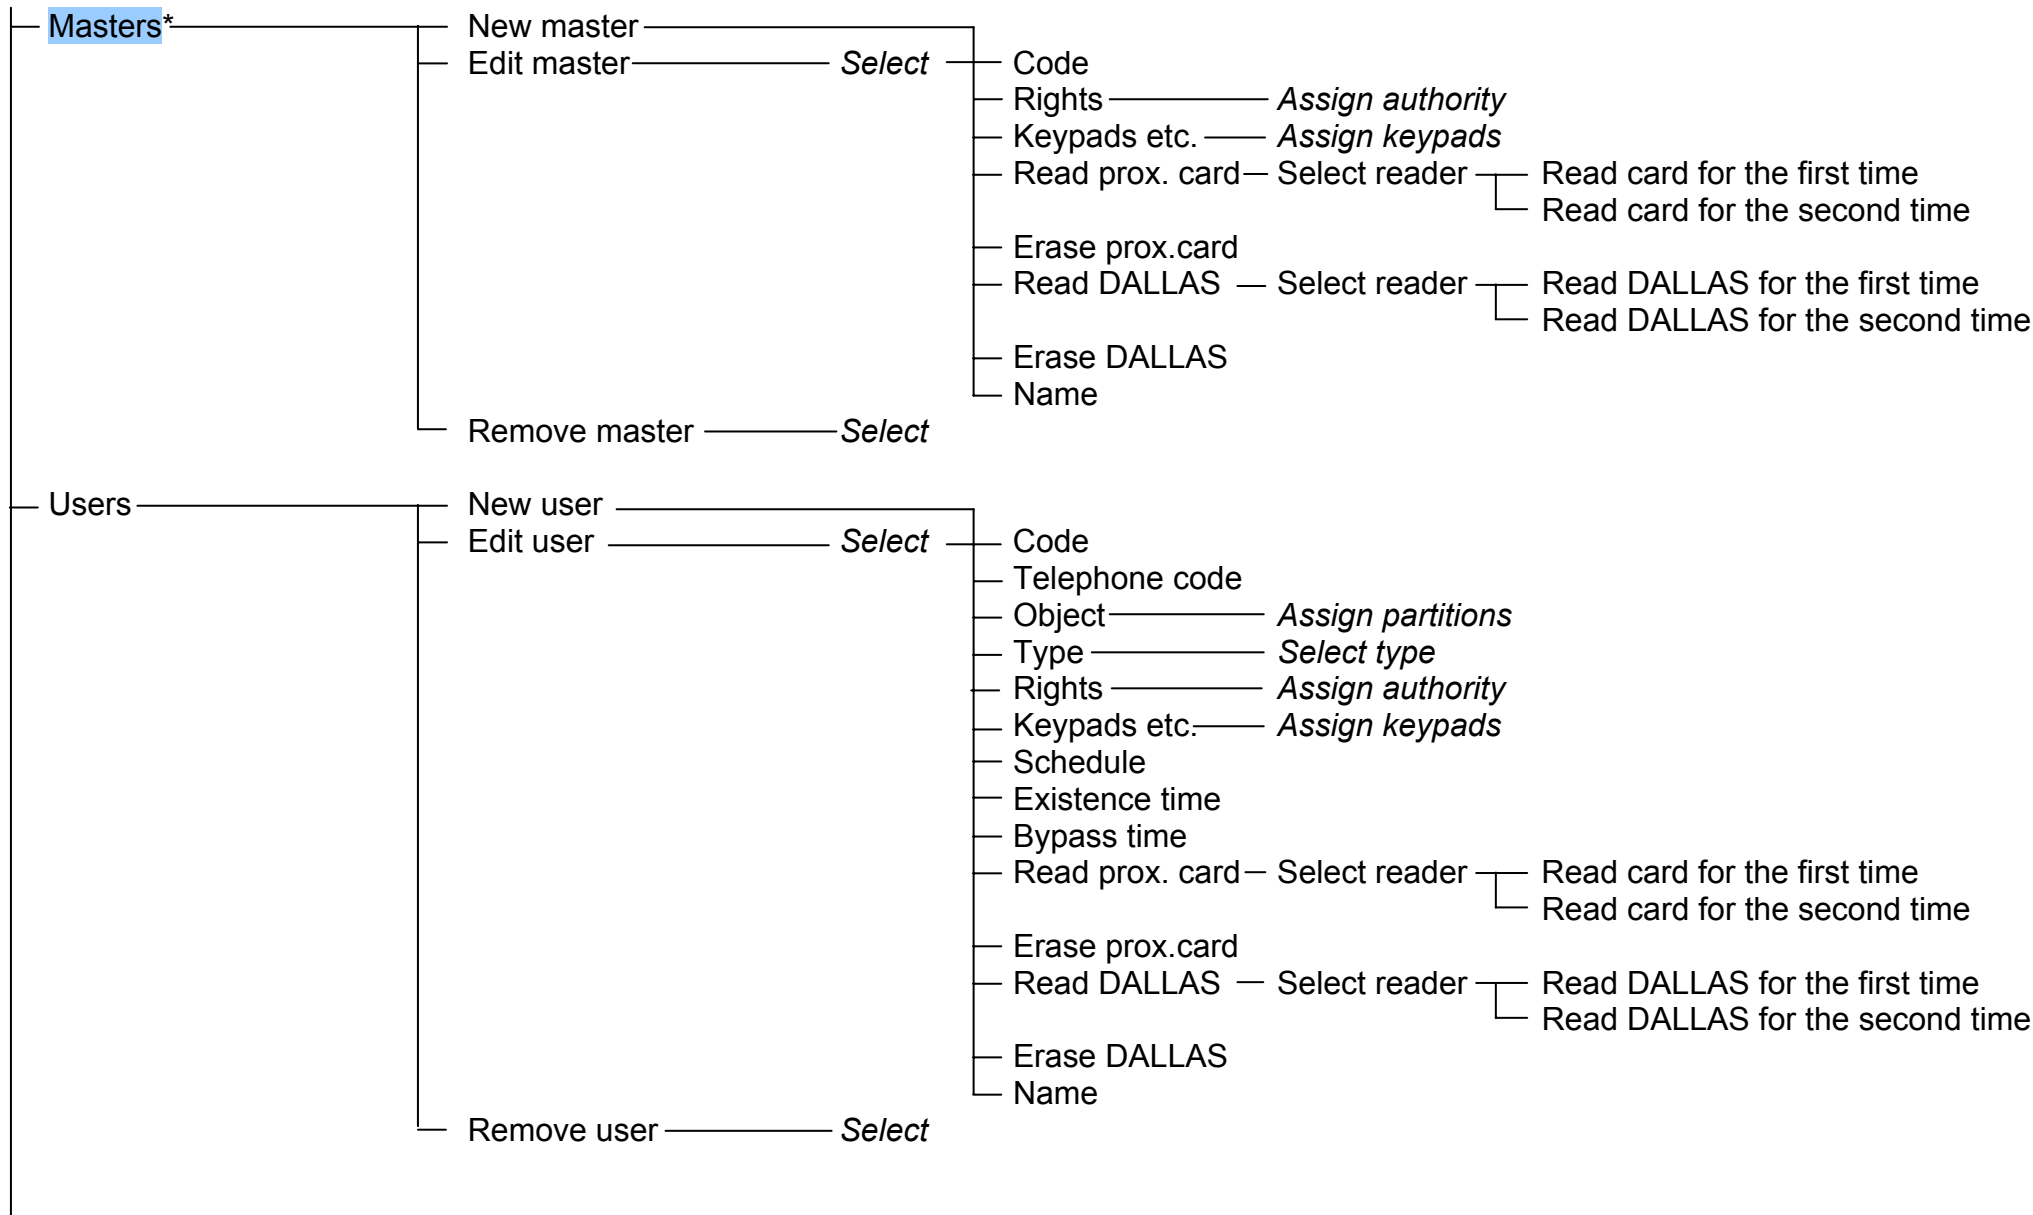 Masters* New master
Edit master Select Code
Rights Assign authority
Keypads etc. Assign keypads
Read prox. card Select reader Read card for the first time
Read card for the second time
Erase prox.card
Read DALLAS Select reader Read DALLAS for the first time
Read DALLAS for the second time
Erase DALLAS
Name
Remove master Select
Users New user
Edit user Select Code
Telephone code
Object Assign partitions
Type Select type
Rights Assign authority
Keypads etc. Assign keypads
Schedule
Existence time
Bypass time
Read prox. card Select reader Read card for the first time
Read card for the second time
Erase prox.card
Read DALLAS Select reader Read DALLAS for the first time
Read DALLAS for the second time
Erase DALLAS
Name
Remove user Select